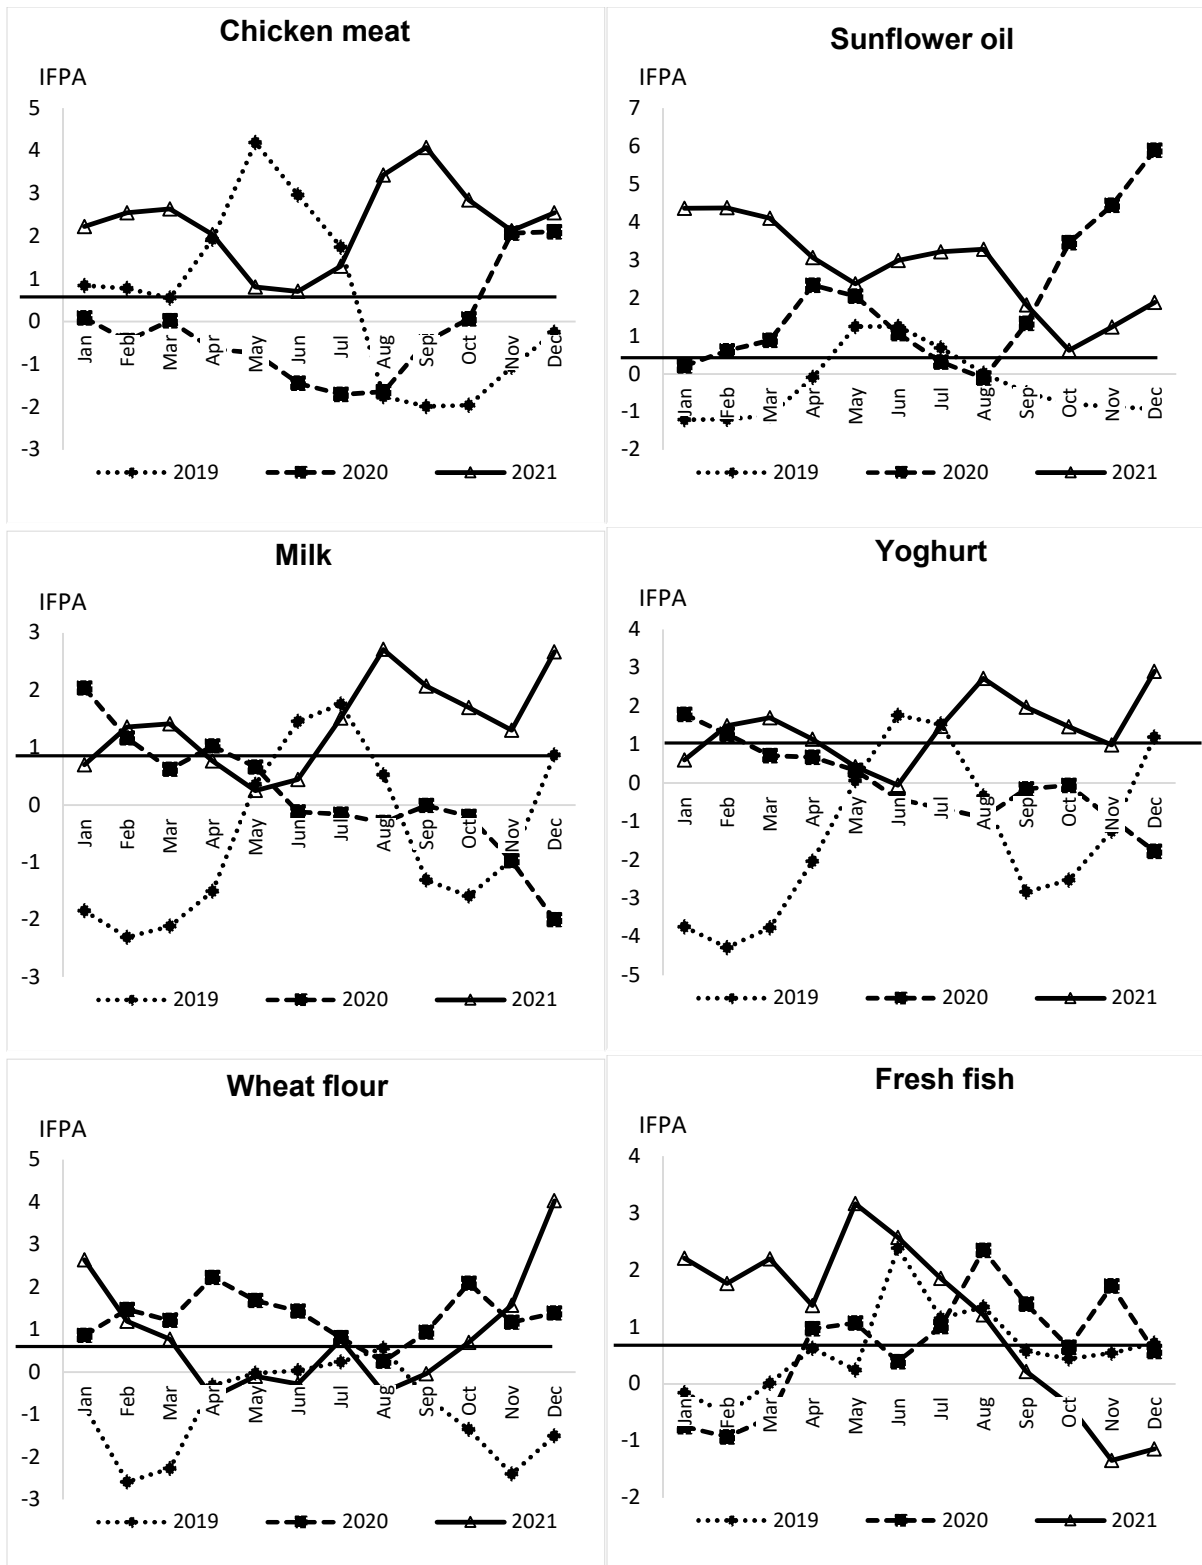 Chicken meat
IFPA
5
4
3
2
1
0
-1
-2
-3
Jan
Feb
Mar
Apr
May
Jun
Jul
Aug
Sep
Oct
Nov
Dec
2019
2020
2021
Sunflower oil
IFPA
7
6
5
4
3
2
1
0
-1
-2
Jan
Feb
Mar
Apr
May
Jun
Jul
Aug
Sep
Oct
Nov
Dec
2019
2020
2021
Milk
IFPA
3
2
1
0
-1
-2
-3
Jan
Feb
Mar
Apr
May
Jun
Jul
Aug
Sep
Oct
Nov
Dec
2019
2020
2021
Yoghurt
IFPA
4
3
2
1
0
-1
-2
-3
-4
-5
Jan
Feb
Mar
Apr
May
Jun
Jul
Aug
Sep
Oct
Nov
Dec
2019
2020
2021
Wheat flour
IFPA
5
4
3
2
1
0
-1
-2
-3
Jan
Feb
Mar
Apr
May
Jun
Jul
Aug
Sep
Oct
Nov
Dec
2019
2020
2021
Fresh fish
IFPA
4
3
2
1
0
-1
-2
Jan
Feb
Mar
Apr
May
Jun
Jul
Aug
Sep
Oct
Nov
Dec
2019
2020
2021